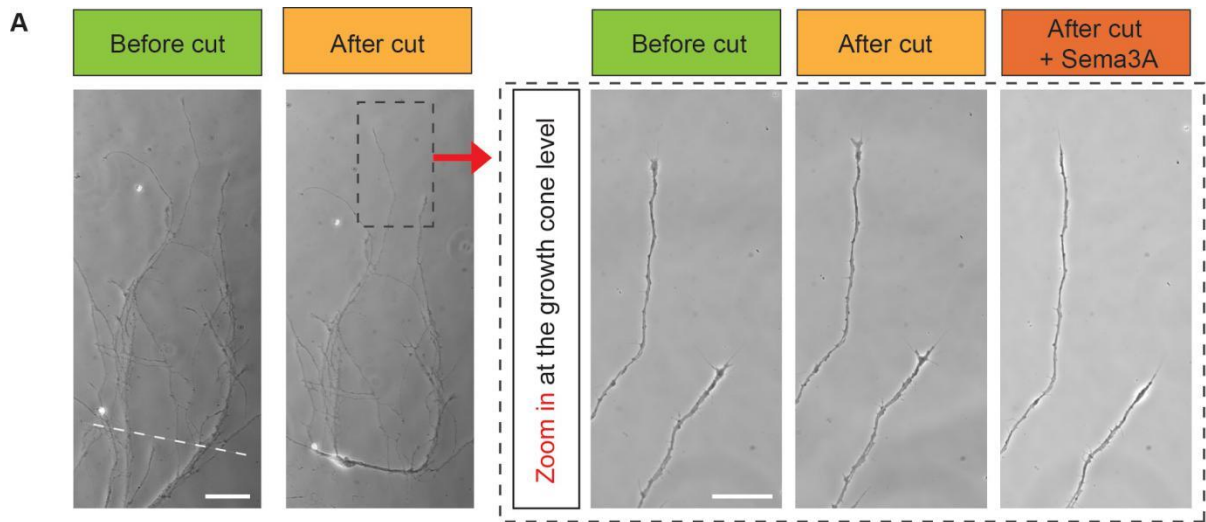 A
Before cut
After cut
Before cut
After cut
After cut
+ Sema3A
Zoom in at the growth cone level